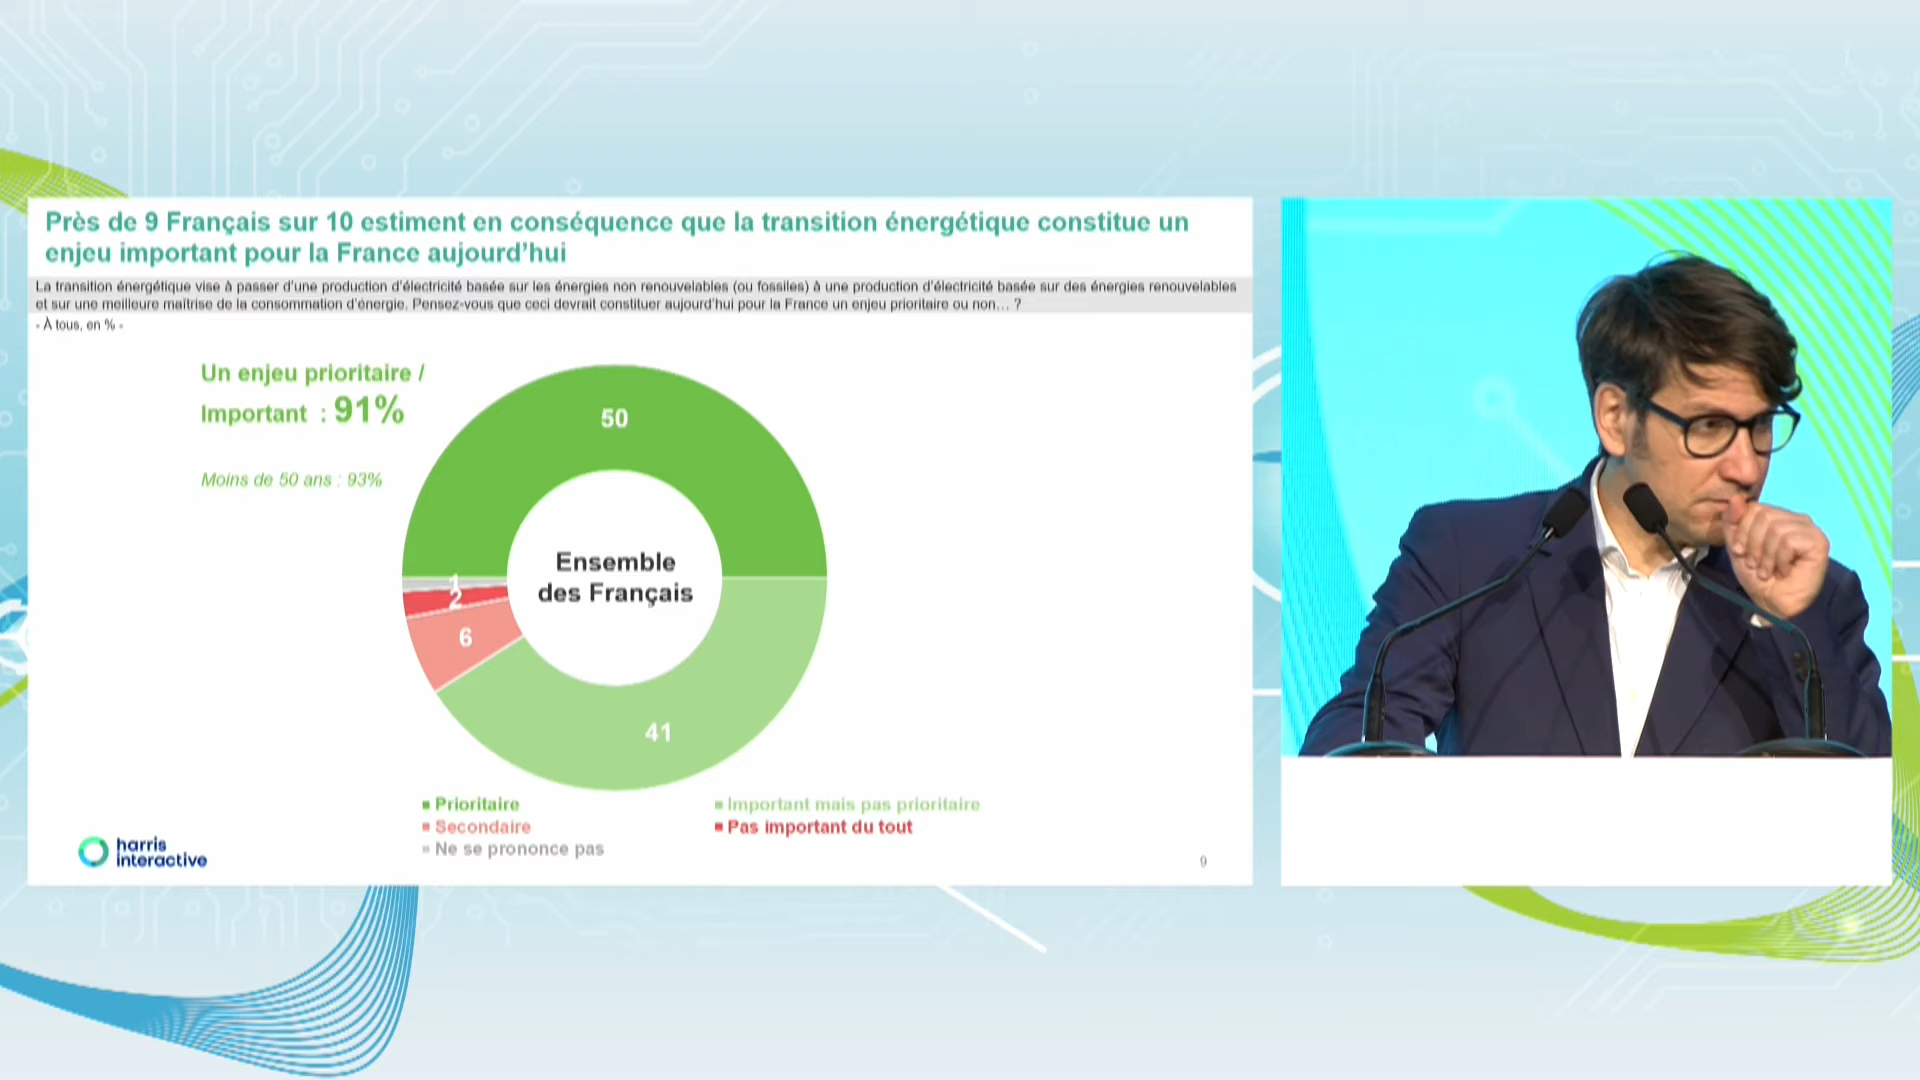 Près de 9 Français sur 10 estiment en conséquence que la transition énergétique constitue un
enjeu important pour la France aujourd’hui
La transition énergétique vise à passer d’une production d’électricité basée sur les énergies non renouvelables (ou fossiles) à une production d’électricité basée sur des énergies renouvelables
et sur une meilleure maîtrise de la consommation d’énergie. Pensez-vous que ceci devrait constituer aujourd’hui pour la France un enjeu prioritaire ou non… ?
- À tous, en % -
Un enjeu prioritaire /
Important : 91%
Moins de 50 ans : 93%
50
1
2
6
41
Ensemble
des Français
Prioritaire
Important mais pas prioritaire
Secondaire
Pas important du tout
Ne se prononce pas
harris
interactive
9